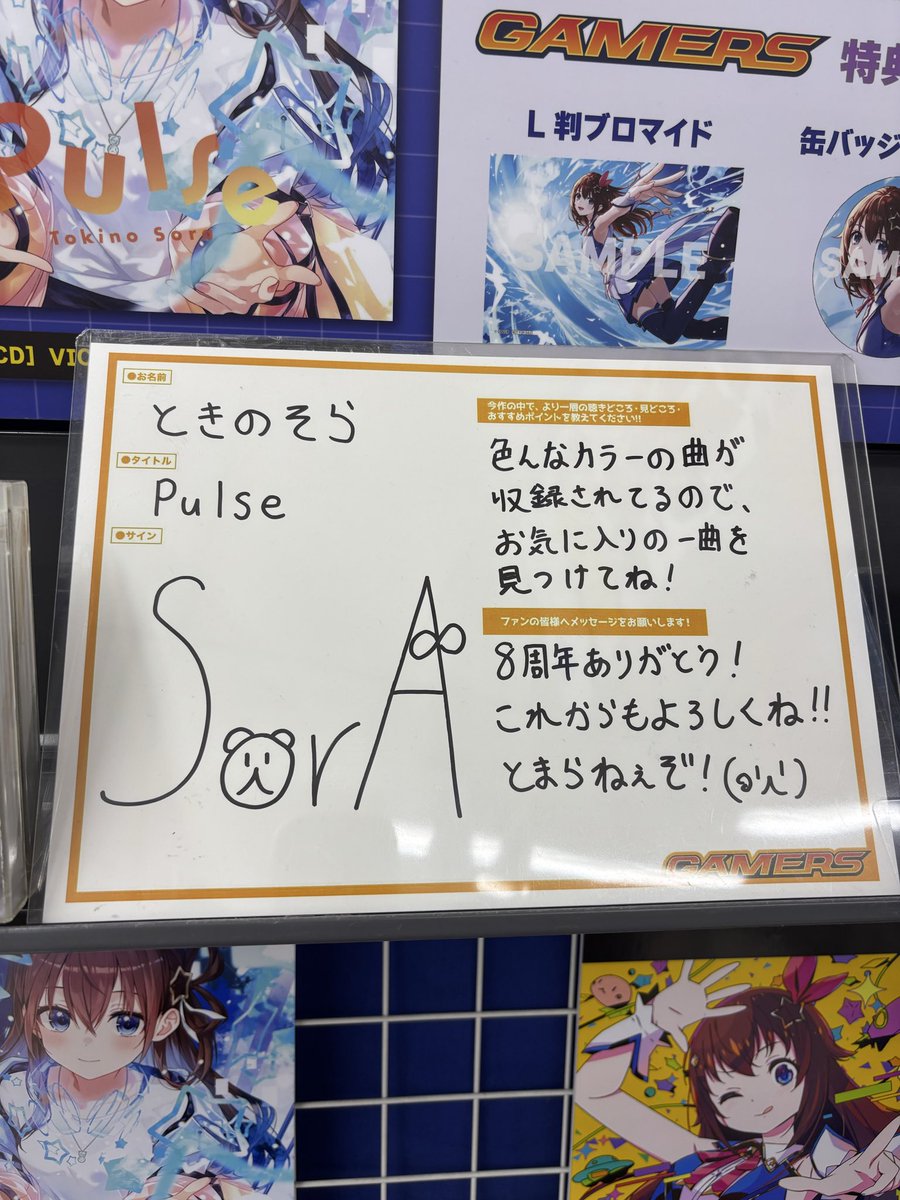 GAMERS 特典
L判ブロマイド
缶バッジ
SAMPLE
SAM
Pulse
Tokino Sora
CD] VIC
●お名前
ときのそら
●タイトル
Pulse
●サイン
SorA
今作の中で、より一層の聴きどころ・見どころ・
おすすめポイントを教えてください!!
色んなカラーの曲が
収録されてるので、
お気に入りの一曲を
見つけてね!
ファンの皆様へメッセージをお願いします!
8周年ありがとう!
これからもよろしくね!!
とまらねぇぞ!
GAMERS